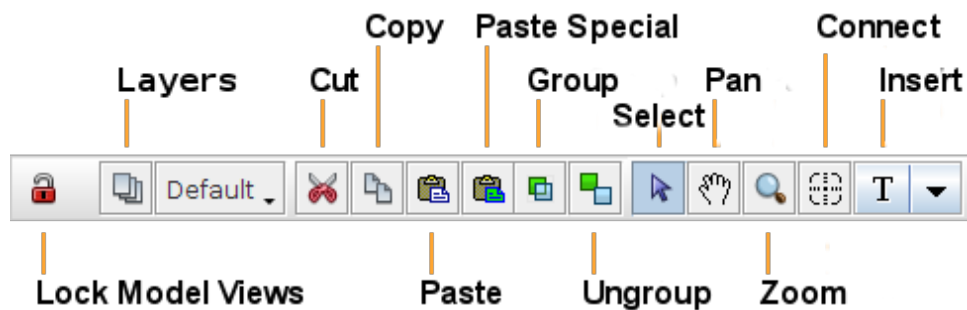 Copy Paste Special Connect
Layers Cut Group Pan Insert
Select
Default T
Lock Model Views Paste Ungroup Zoom